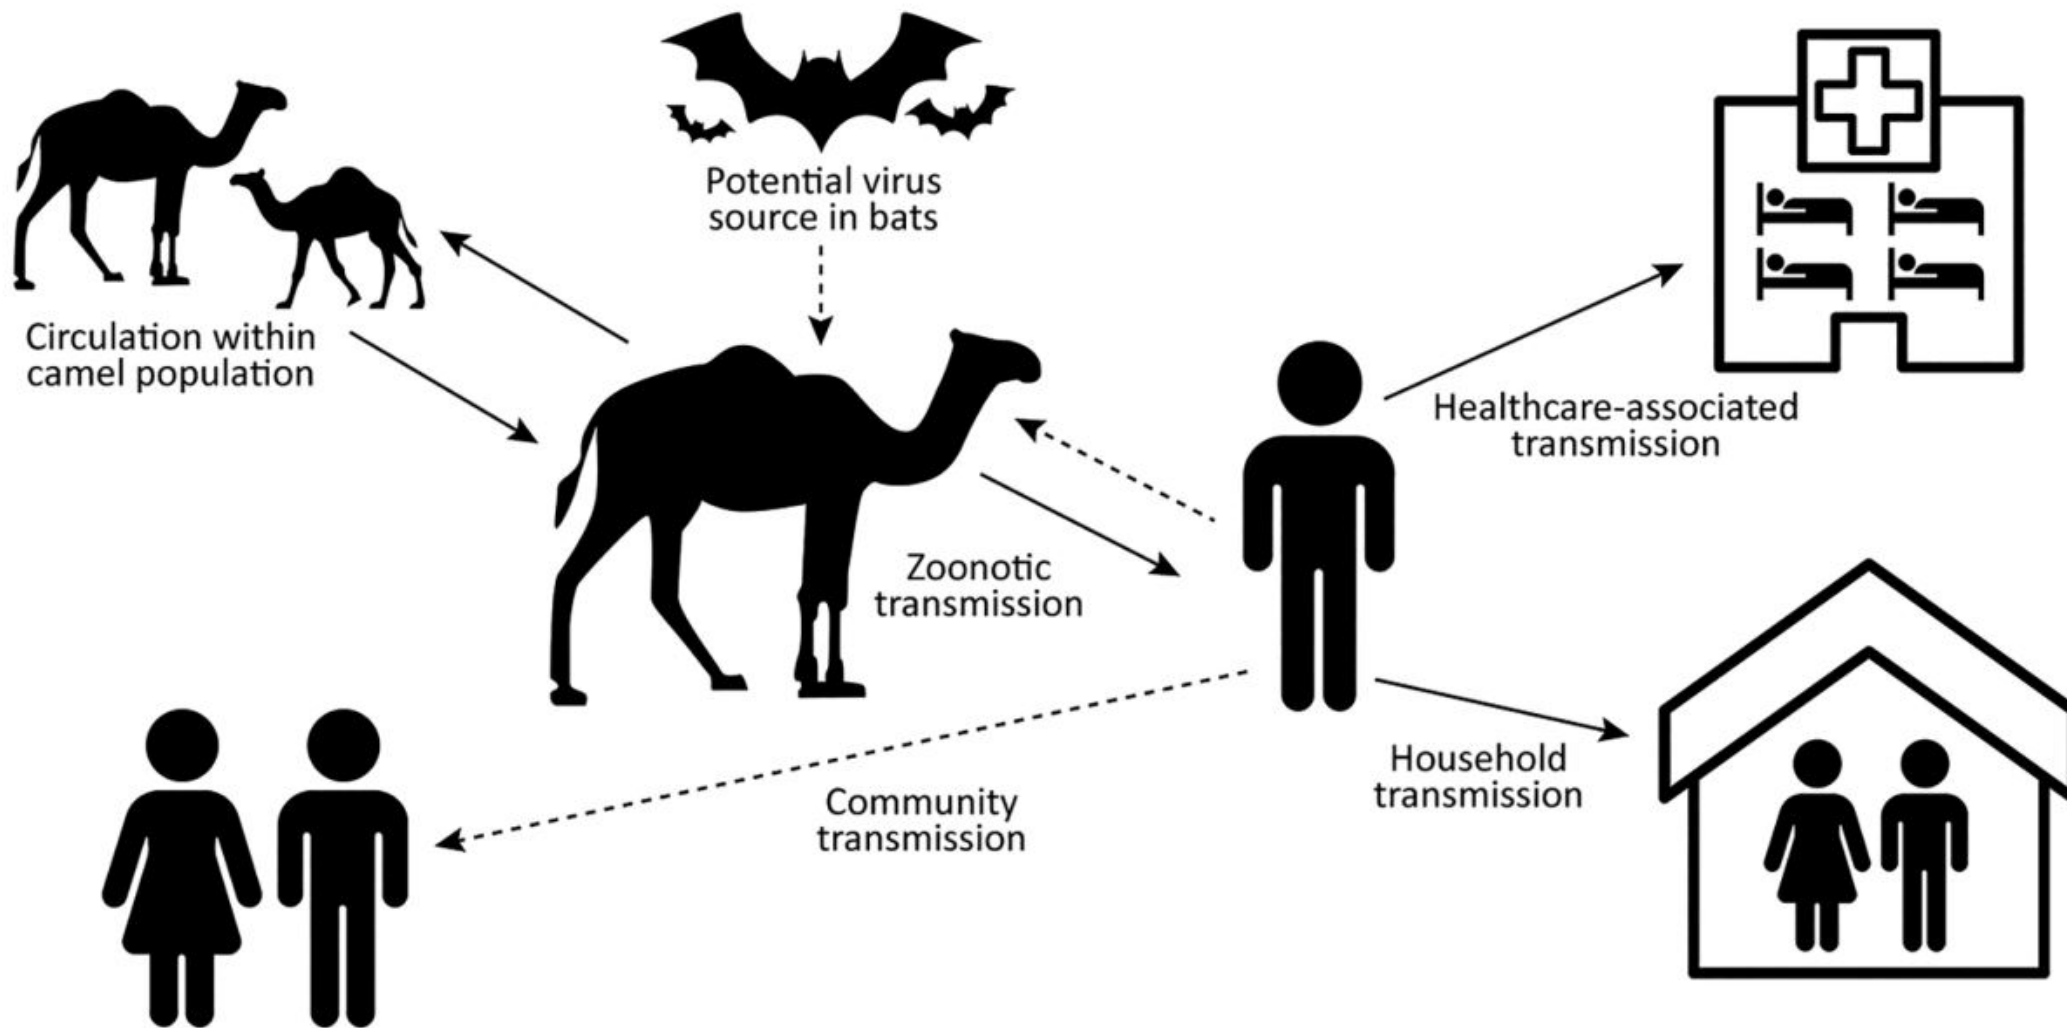 Potential virus
source in bats
Circulation within
camel population
Healthcare-associated
transmission
Zoonotic
transmission
Household
transmission
Community
transmission